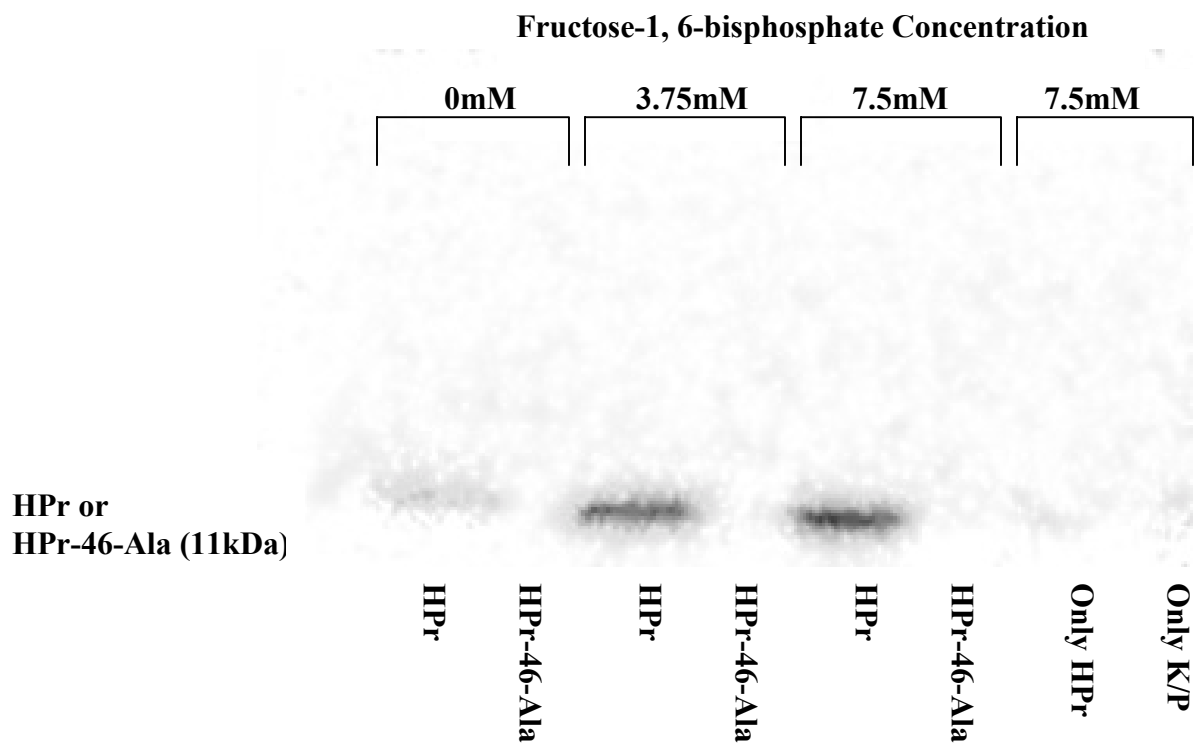 Fructose-1, 6-bisphosphate Concentration
0mM 3.75mM 7.5mM 7.5mM
HPr or
HPr-46-Ala (11kDa)
HPr
HPr-46-Ala
HPr
HPr-46-Ala
HPr
HPr-46-Ala
Only HPr
Only K/P